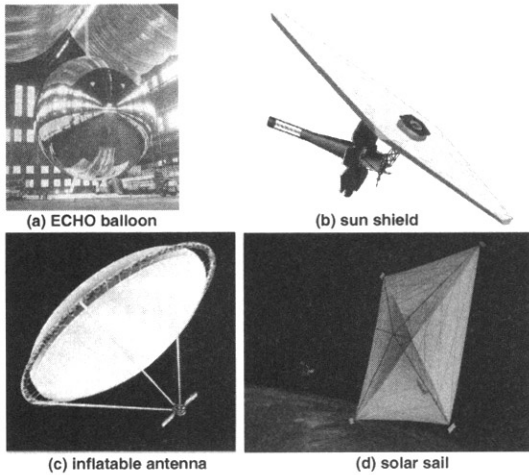 (a) ECHO balloon
(b) sun shield
(c) inflatable antenna
(d) solar sail